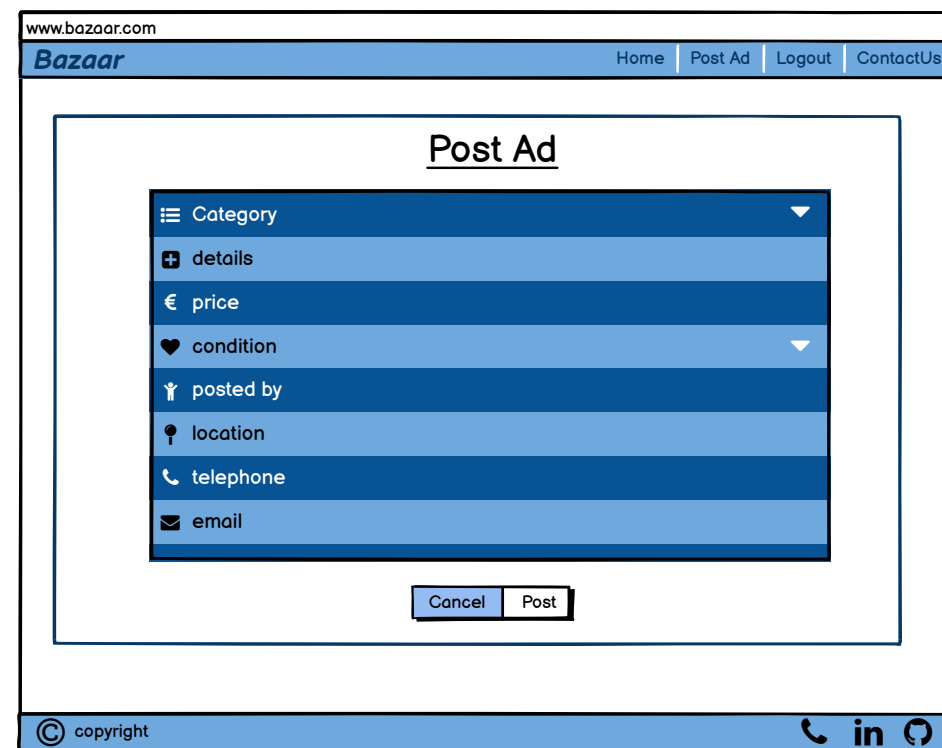 www.bazaar.com
Bazaar Home Post Ad Logout ContactUs
Post Ad
Category
details
€ price
condition
posted by
location
telephone
email
Cancel Post
© copyright in